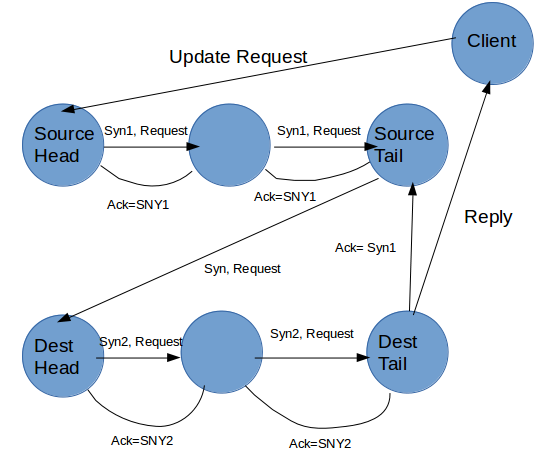 Client
Update Request
Source
Head
Syn1, Request
Syn1, Request
Source
Tail
Ack=SNY1
Ack=SNY1
Reply
Ack= Syn1
Syn, Request
Dest
Head
Syn2, Request
Syn2, Request
Dest
Tail
Ack=SNY2
Ack=SNY2